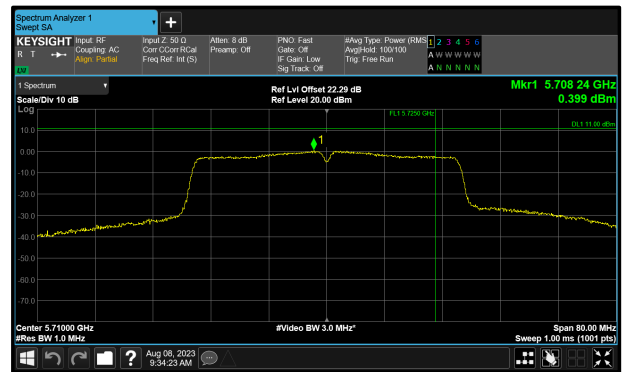 Spectrum Analyzer 1
Swept SA
KEYSIGHT
R T
Input: RF
Coupling: AC
Align: Partial
Input Z: 50 Ω
Corr CCorr RCal
Freq Ref: Int (S)
Atten: 8 dB
Preamp: Off
PNO: Fast
Gate: Off
IF Gain: Low
Sig Track: Off
#Avg Type: Power (RMS
Avg|Hold: 100/100
Trig: Free Run
1 2 3 4 5 6
A W W W W W
A N N N N N
1 Spectrum
Scale/Div 10 dB
Ref Lvl Offset 22.29 dB
Ref Level 20.00 dBm
Mkr1 5.708 24 GHz
0.399 dBm
Log
FL1 5.7250 GHz
DL1 11.00 dBm
10.0
1
0.00
-10.0
-20.0
-30.0
-40.0
-50.0
-60.0
-70.0
Center 5.71000 GHz
#Res BW 1.0 MHz
#Video BW 3.0 MHz*
Span 80.00 MHz
Sweep 1.00 ms (1001 pts)
?
Aug 08, 2023
9:34:23 AM